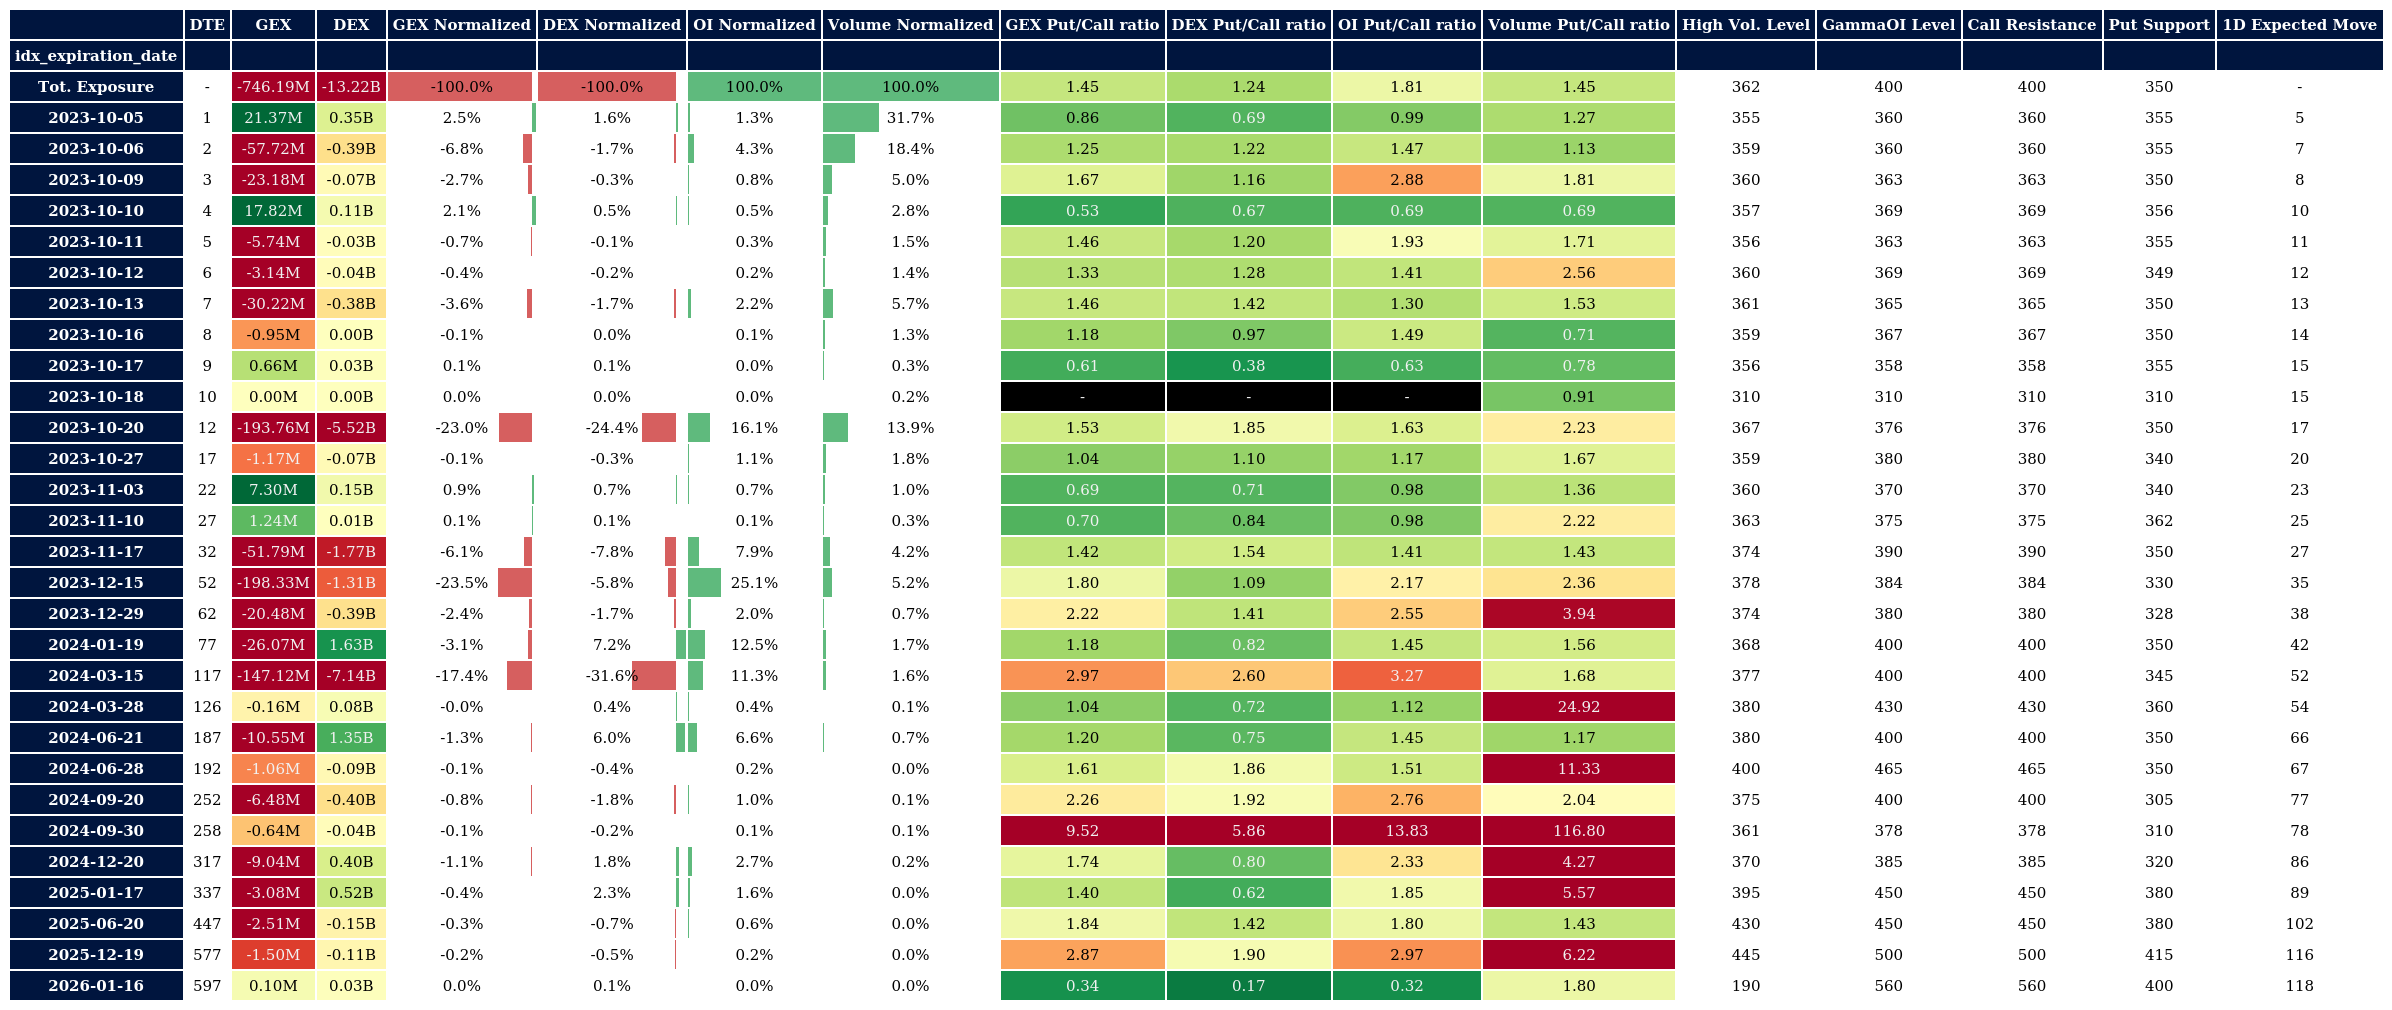 DTE GEX DEX GEX Normalized DEX Normalized OI Normalized Volume Normalized GEX Put/Call ratio DEX Put/Call ratio OI Put/Call ratio Volume Put/Call ratio High Vol. Level GammaOI Level Call Resistance Put Support 1D Expected Move
idx_expiration_date
Tot. Exposure - -746.19M -13.22B -100.0% -100.0% 100.0% 100.0% 1.45 1.24 1.81 1.45 362 400 400 350 -
2023-10-05 1 21.37M 0.35B 2.5% 1.6% 1.3% 31.7% 0.86 0.69 0.99 1.27 355 360 360 355 5
2023-10-06 2 -57.72M -0.39B -6.8% -1.7% 4.3% 18.4% 1.25 1.22 1.47 1.13 359 360 360 355 7
2023-10-09 3 -23.18M -0.07B -2.7% -0.3% 0.8% 5.0% 1.67 1.16 2.88 1.81 360 363 363 350 8
2023-10-10 4 17.82M 0.11B 2.1% 0.5% 0.5% 2.8% 0.53 0.67 0.69 0.69 357 369 369 356 10
2023-10-11 5 -5.74M -0.03B -0.7% -0.1% 0.3% 1.5% 1.46 1.20 1.93 1.71 356 363 363 355 11
2023-10-12 6 -3.14M -0.04B -0.4% -0.2% 0.2% 1.4% 1.33 1.28 1.41 2.56 360 369 369 349 12
2023-10-13 7 -30.22M -0.38B -3.6% -1.7% 2.2% 5.7% 1.46 1.42 1.30 1.53 361 365 365 350 13
2023-10-16 8 -0.95M 0.00B -0.1% 0.0% 0.1% 1.3% 1.18 0.97 1.49 0.71 359 367 367 350 14
2023-10-17 9 0.66M 0.03B 0.1% 0.1% 0.0% 0.3% 0.61 0.38 0.63 0.78 356 358 358 355 15
2023-10-18 10 0.00M 0.00B 0.0% 0.0% 0.0% 0.2% - - - 0.91 310 310 310 310 15
2023-10-20 12 -193.76M -5.52B -23.0% -24.4% 16.1% 13.9% 1.53 1.85 1.63 2.23 367 376 376 350 17
2023-10-27 17 -1.17M -0.07B -0.1% -0.3% 1.1% 1.8% 1.04 1.10 1.17 1.67 359 380 380 340 20
2023-11-03 22 7.30M 0.15B 0.9% 0.7% 0.7% 1.0% 0.69 0.71 0.98 1.36 360 370 370 340 23
2023-11-10 27 1.24M 0.01B 0.1% 0.1% 0.1% 0.3% 0.70 0.84 0.98 2.22 363 375 375 362 25
2023-11-17 32 -51.79M -1.77B -6.1% -7.8% 7.9% 4.2% 1.42 1.54 1.41 1.43 374 390 390 350 27
2023-12-15 52 -198.33M -1.31B -23.5% -5.8% 25.1% 5.2% 1.80 1.09 2.17 2.36 378 384 384 330 35
2023-12-29 62 -20.48M -0.39B -2.4% -1.7% 2.0% 0.7% 2.22 1.41 2.55 3.94 374 380 380 328 38
2024-01-19 77 -26.07M 1.63B -3.1% 7.2% 12.5% 1.7% 1.18 0.82 1.45 1.56 368 400 400 350 42
2024-03-15 117 -147.12M -7.14B -17.4% -31.6% 11.3% 1.6% 2.97 2.60 3.27 1.68 377 400 400 345 52
2024-03-28 126 -0.16M 0.08B -0.0% 0.4% 0.4% 0.1% 1.04 0.72 1.12 24.92 380 430 430 360 54
2024-06-21 187 -10.55M 1.35B -1.3% 6.0% 6.6% 0.7% 1.20 0.75 1.45 1.17 380 400 400 350 66
2024-06-28 192 -1.06M -0.09B -0.1% -0.4% 0.2% 0.0% 1.61 1.86 1.51 11.33 400 465 465 350 67
2024-09-20 252 -6.48M -0.40B -0.8% -1.8% 1.0% 0.1% 2.26 1.92 2.76 2.04 375 400 400 305 77
2024-09-30 258 -0.64M -0.04B -0.1% -0.2% 0.1% 0.1% 9.52 5.86 13.83 116.80 361 378 378 310 78
2024-12-20 317 -9.04M 0.40B -1.1% 1.8% 2.7% 0.2% 1.74 0.80 2.33 4.27 370 385 385 320 86
2025-01-17 337 -3.08M 0.52B -0.4% 2.3% 1.6% 0.0% 1.40 0.62 1.85 5.57 395 450 450 380 89
2025-06-20 447 -2.51M -0.15B -0.3% -0.7% 0.6% 0.0% 1.84 1.42 1.80 1.43 430 450 450 380 102
2025-12-19 577 -1.50M -0.11B -0.2% -0.5% 0.2% 0.0% 2.87 1.90 2.97 6.22 445 500 500 415 116
2026-01-16 597 0.10M 0.03B 0.0% 0.1% 0.0% 0.0% 0.34 0.17 0.32 1.80 190 560 560 400 118